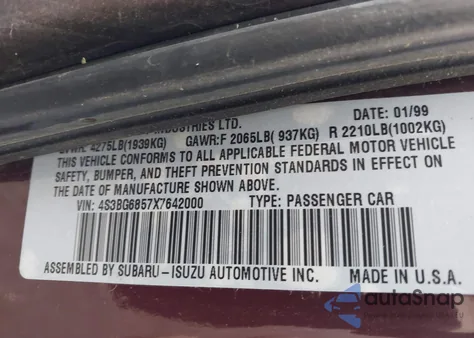 INDUSTRIES LTD. DATE: 01/99
4275LB(1939KG) GAWR:F 2065LB( 937KG) R 2210LB(1002KG)
THIS VEHICLE CONFORMS TO ALL APPLICABLE FEDERAL MOTOR VEHICLE
SAFETY, BUMPER, AND THEFT PREVENTION STANDARDS IN EFFECT ON
THE DATE OF MANUFACTURE SHOWN ABOVE.
VIN: 4S3BG6857X7642000 TYPE: PASSENGER CAR
ASSEMBLED BY SUBARU-ISUZU AUTOMOTIVE INC. MADE IN U.S.A.
autoSnap